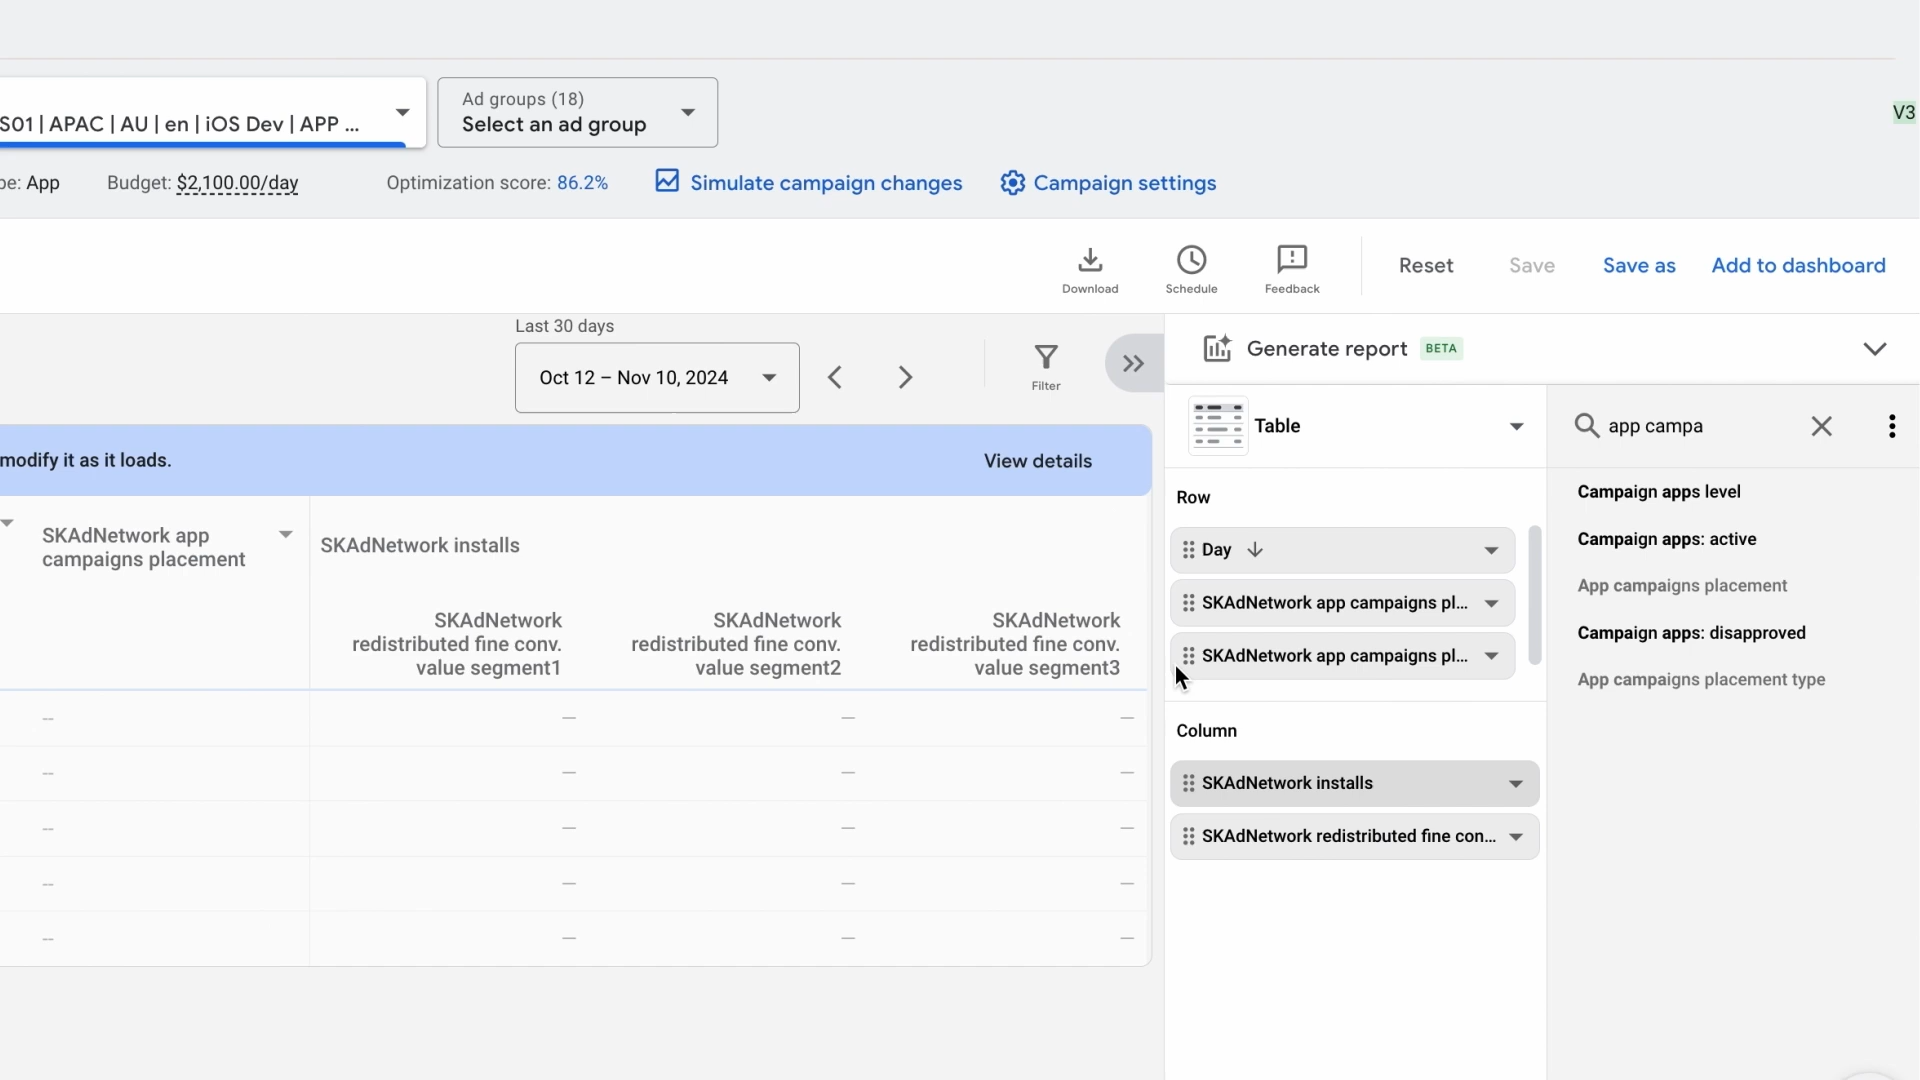 Ad groups (18)
S01 | APAC | AU | en | iOS Dev | APP ...
Select an ad group
V3
pe: App
Budget: $2,100.00/day
Optimization score: 86.2%
Simulate campaign changes
Campaign settings
Download
Schedule
Feedback
Reset
Save
Save as
Add to dashboard
Last 30 days
Oct 12 – Nov 10, 2024
Filter
Generate report BETA
modify it as it loads.
View details
Table
app campa
SKAdNetwork app
campaigns placement
SKAdNetwork installs
SKAdNetwork
redistributed fine conv.
value segment1
SKAdNetwork
redistributed fine conv.
value segment2
SKAdNetwork
redistributed fine conv.
value segment3
-- — — —
-- — — —
-- — — —
-- — — —
-- — — —
Row
Day
SKAdNetwork app campaigns pl...
SKAdNetwork app campaigns pl...
Column
SKAdNetwork installs
SKAdNetwork redistributed fine con...
Campaign apps level
Campaign apps: active
App campaigns placement
Campaign apps: disapproved
App campaigns placement type